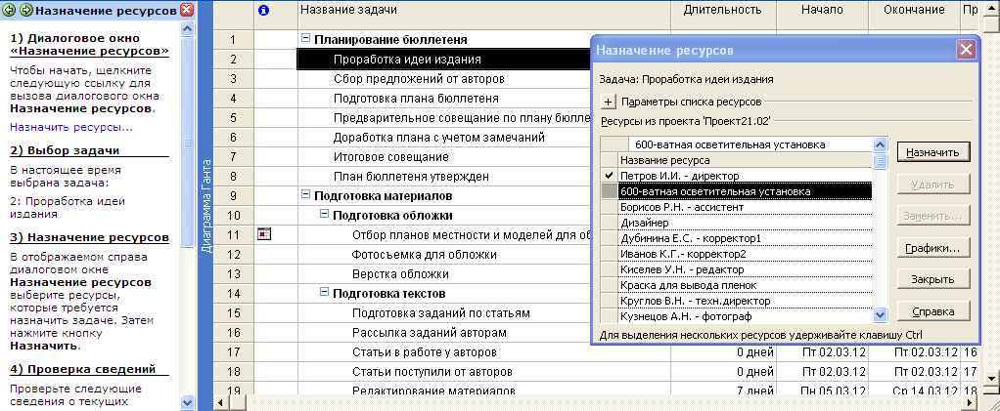 Назначение ресурсов
1) Диалоговое окно
«Назначение ресурсов»
Чтобы начать, щелкните
следующую ссылку для
вызова диалогового окна
Назначение ресурсов.
Назначить ресурсы...
2) Выбор задачи
В настоящее время
выбрана задача:
2: Проработка идеи
издания
3) Назначение ресурсов
В отображаемом справа
диалоговом окне
Назначение ресурсов
выберите ресурсы,
которые требуется
назначить задаче. Затем
нажмите кнопку
Назначить.
4) Проверка сведений
Проверьте следующие
сведения о текущих
Диаграмма Ганта
Название задачи Длительность Начало Окончание Пр
1 Планирование бюллетеня
2 Проработка идеи издания
3 Сбор предложений от авторов
4 Подготовка плана бюллетеня
5 Предварительное совещание по плану бюлле
6 Доработка плана с учетом замечаний
7 Итоговое совещание
8 План бюллетеня утвержден
9 Подготовка материалов
10 Подготовка обложки
11 Отбор планов местности и моделей для об
12 Фотосъемка для обложки
13 Верстка обложки
14 Подготовка текстов
15 Подготовка заданий по статьям
16 Рассылка заданий авторам
17 Статьи в работе у авторов 0 дней Пт 02.03.12 Пт 02.03.12 16
18 Статьи поступили от авторов 0 дней Пт 02.03.12 Пт 02.03.12 17
19 Редактирование материалов 7 дней Пн 05.03.12 Ср 14.03.12 18
Назначение ресурсов
Задача: Проработка идеи издания
+ Параметры списка ресурсов
Ресурсы из проекта 'Проект21.02'
600-ватная осветительная установка
Название ресурса
Петров И.И. - директор
600-ватная осветительная установка
Борисов Р.Н. - ассистент
Дизайнер
Дубинина Е.С. - корректор1
Иванов К.Г.- корректор2
Киселев У.Н. - редактор
Краска для вывода пленок
Круглов В.Н. - техн.директор
Кузнецов А.Н. - фотограф
Назначить
Удалить
Заменить...
Графики...
Закрыть
Справка
Для выделения нескольких ресурсов удерживайте клавишу Ctrl